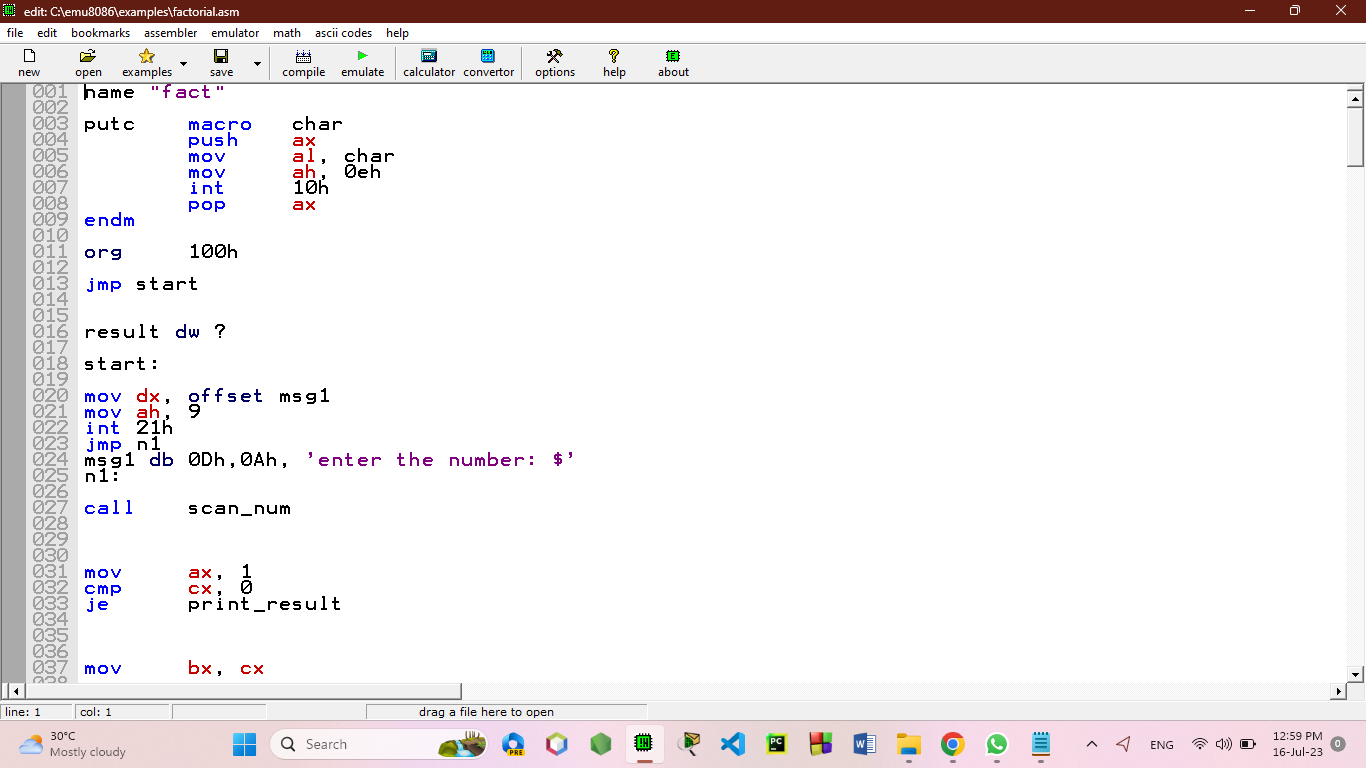 edit: C:\emu8086\examples\factorial.asm
file edit bookmarks assembler emulator math ascii codes help
new open examples save compile emulate calculator convertor options help about
001 name "fact"
002
003 putc macro char
004 push ax
005 mov al, char
006 mov ah, 0eh
007 int 10h
008 pop ax
009 endm
010
011 org 100h
012
013 jmp start
014
015
016 result dw ?
017
018 start:
019
020 mov dx, offset msg1
021 mov ah, 9
022 int 21h
023 jmp n1
024 msg1 db 0Dh,0Ah, 'enter the number: $'
025 n1:
026
027 call scan_num
028
029
030
031 mov ax, 1
032 cmp cx, 0
033 je print_result
034
035
036
037 mov bx, cx
038
line: 1 col: 1 drag a file here to open
30°C
Mostly cloudy
Search
PRE
PC
W
ENG
12:59 PM
16-Jul-23
0